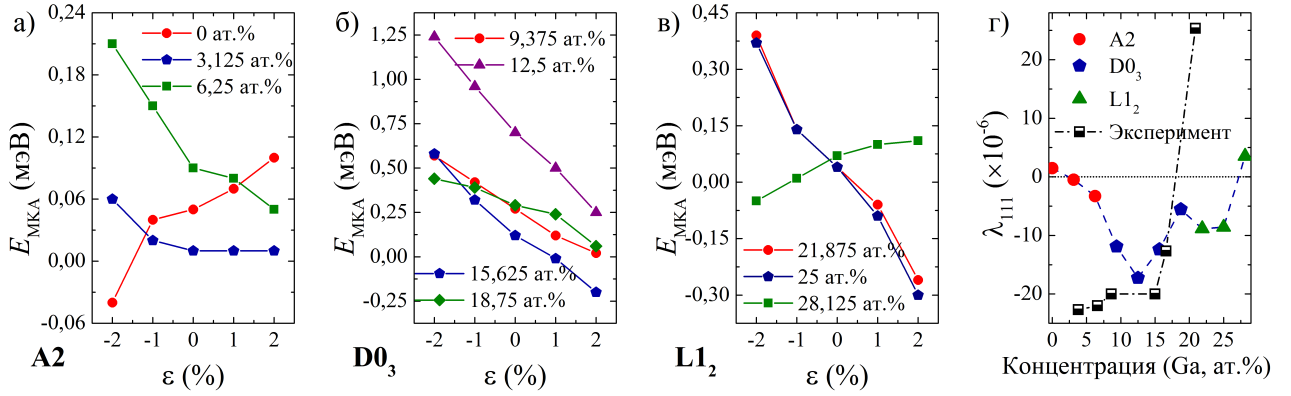 а)
0,24
0,18
0,12
0,06
0,00
-0,06
E_МКА (мэВ)
0 ат.%
3,125 ат.%
6,25 ат.%
-2 -1 0 1 2
A2
ε (%)
б)
1,25
1,00
0,75
0,50
0,25
0,00
-0,25
E_МКА (мэВ)
9,375 ат.%
12,5 ат.%
15,625 ат.%
18,75 ат.%
-2 -1 0 1 2
D0₃
ε (%)
в)
0,45
0,30
0,15
0,00
-0,15
-0,30
E_МКА (мэВ)
21,875 ат.%
25 ат.%
28,125 ат.%
-2 -1 0 1 2
L1₂
ε (%)
г)
20
10
0
-10
-20
λ₁₁₁ (×10⁻⁶)
A2
D0₃
L1₂
Эксперимент
0 5 10 15 20 25
Концентрация (Ga, ат.%)